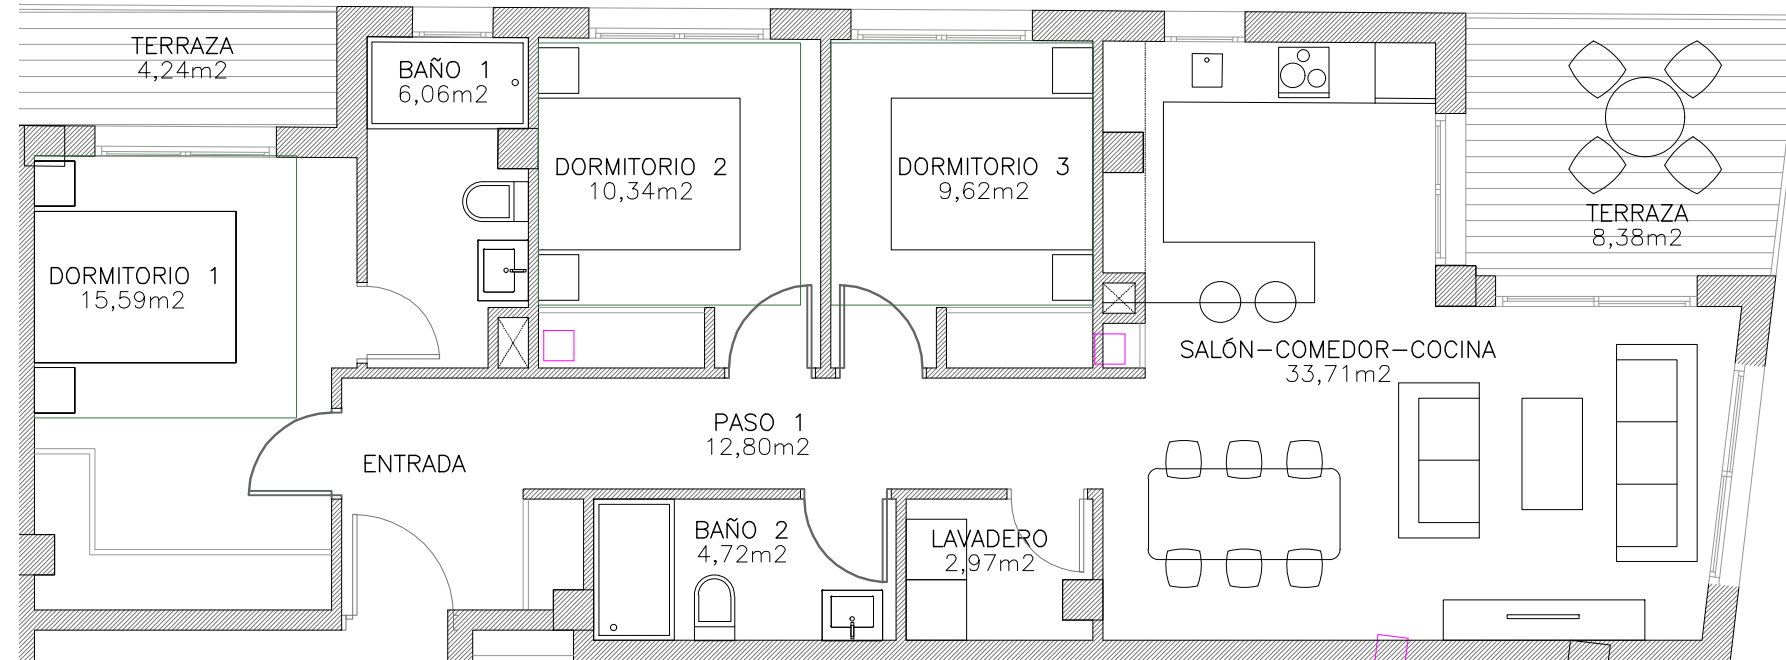 TERRAZA
4,24m2
BAÑO 1
6,06m2
DORMITORIO 2
10,34m2
DORMITORIO 3
9,62m2
TERRAZA
8,38m2
DORMITORIO 1
15,59m2
SALÓN-COMEDOR-COCINA
33,71m2
PASO 1
12,80m2
ENTRADA
BAÑO 2
4,72m2
LAVADERO
2,97m2